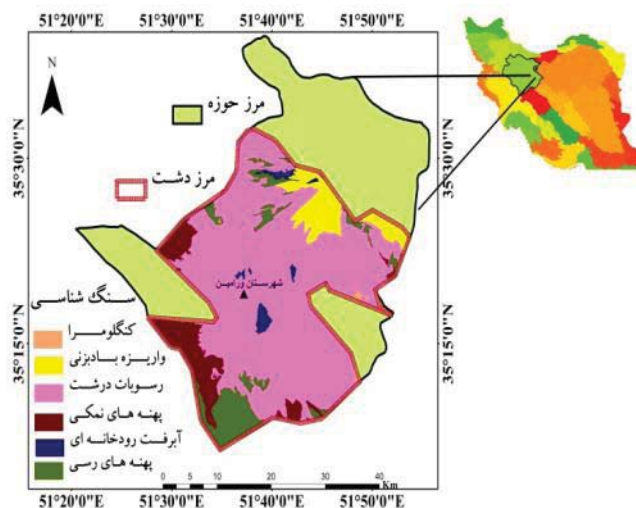 51°20'0"E 51°30'0"E 51°40'0"E 51°50'0"E
N
مرز حوزه
35°30'0"N
35°30'0"N
مرز دشت
شهرستان ورامین
سنگ شناسی
کنگلومرا
35°15'0"N
35°15'0"N
واریزه بادبزنی
رسوبات درشت
پهنه های نمکی
آبرفت رودخانه ای
پهنه های رسی
0 5 10 20 30 40 Km
51°20'0"E 51°30'0"E 51°40'0"E 51°50'0"E